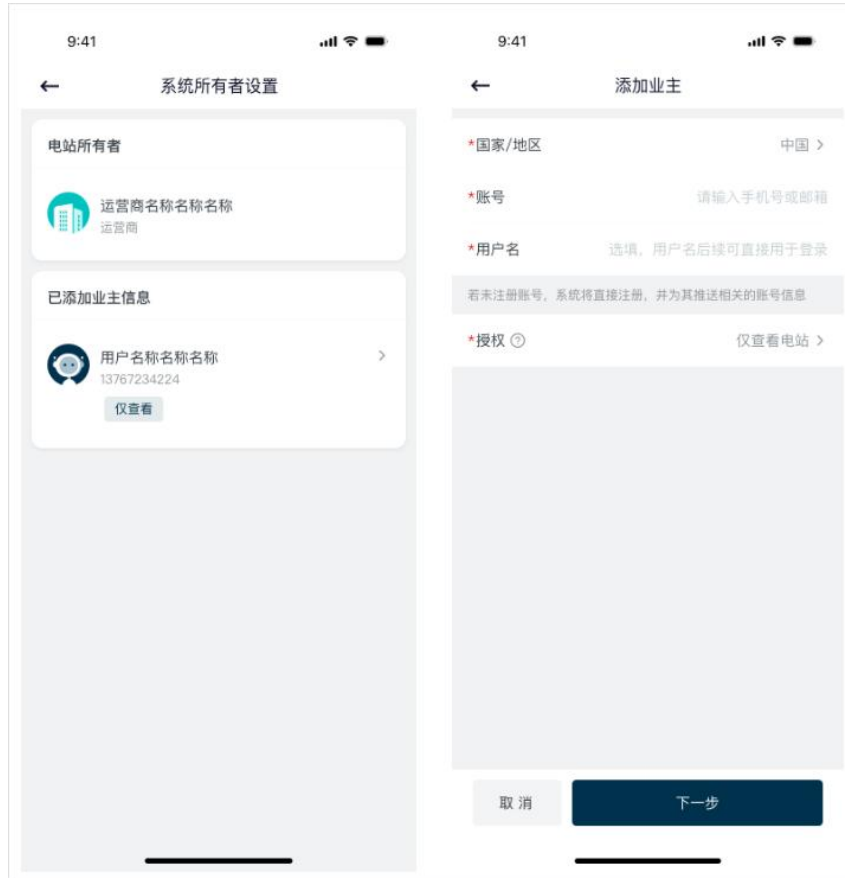 9:41
系统所有者设置
电站所有者
运营商名称名称名称
运营商
已添加业主信息
用户名称名称名称
13767234224
仅查看
9:41
添加业主
*国家/地区 中国
*账号 请输入手机号或邮箱
*用户名 选填，用户名后续可直接用于登录
若未注册账号，系统将直接注册，并为其推送相关的账号信息
*授权 ? 仅查看电站
取消 下一步